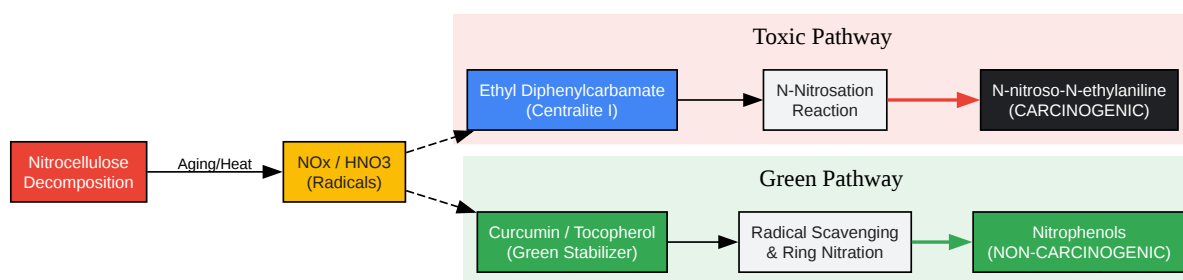 Toxic Pathway
Ethyl Diphenylcarbamate
(Centralite I)
N-Nitrosation
Reaction
N-nitroso-N-ethylaniline
(CARCINOGENIC)
Nitrocellulose
Decomposition
Aging/Heat
NOx / HNO3
(Radicals)
Green Pathway
Curcumin / Tocopherol
(Green Stabilizer)
Radical Scavenging
& Ring Nitration
Nitrophenols
(NON-CARCINOGENIC)